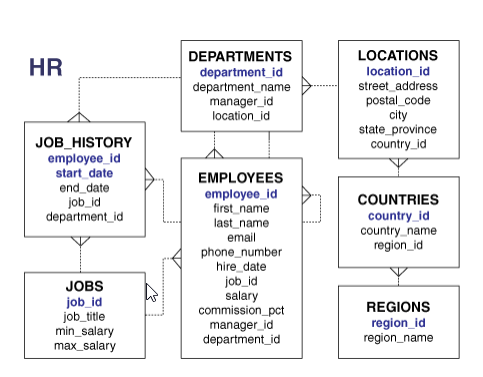 HR
DEPARTMENTS
department_id
department_name
manager_id
location_id
LOCATIONS
location_id
street_address
postal_code
city
state_province
country_id
JOB_HISTORY
employee_id
start_date
end_date
job_id
department_id
EMPLOYEES
employee_id
first_name
last_name
email
phone_number
hire_date
job_id
salary
commission_pct
manager_id
department_id
COUNTRIES
country_id
country_name
region_id
JOBS
job_id
job_title
min_salary
max_salary
REGIONS
region_id
region_name